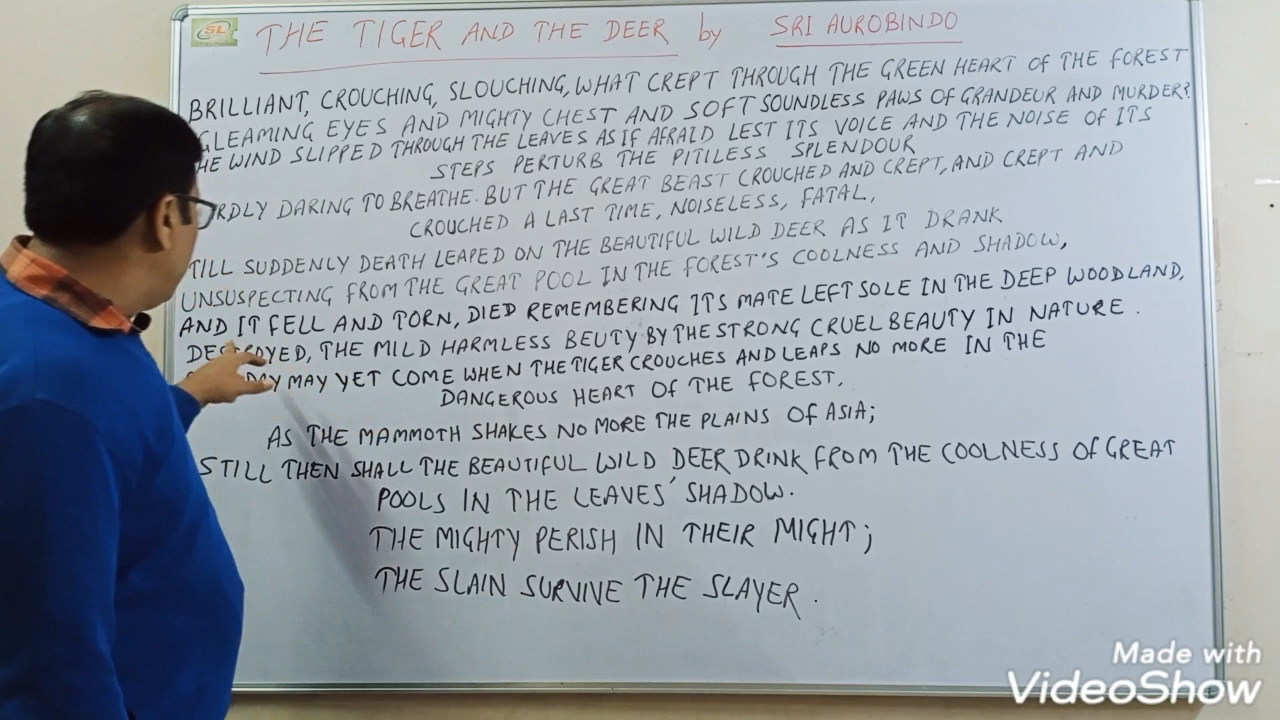 SL
THE TIGER AND THE DEER by SRI AUROBINDO
BRILLIANT, CROUCHING, SLOUCHING, WHAT CREPT THROUGH THE GREEN HEART OF THE FOREST
GLEAMING EYES AND MIGHTY CHEST AND SOFT SOUNDLESS PAWS OF GRANDEUR AND MURDER?
HE WIND SLIPPED THROUGH THE LEAVES AS IF AFRAID LEST ITS VOICE AND THE NOISE OF ITS
STEPS PERTURB THE PITILESS SPLENDOUR
RDLY DARING TO BREATHE. BUT THE GREAT BEAST CROUCHED AND CREPT, AND CREPT AND
CROUCHED A LAST TIME, NOISELESS, FATAL,
TILL SUDDENLY DEATH LEAPED ON THE BEAUTIFUL WILD DEER AS IT DRANK
UNSUSPECTING FROM THE GREAT POOL IN THE FOREST'S COOLNESS AND SHADOW,
AND IT FELL AND TORN, DIED REMEMBERING ITS MATE LEFT SOLE IN THE DEEP WOODLAND,
DESTROYED, THE MILD HARMLESS BEUTY BY THE STRONG CRUEL BEAUTY IN NATURE.
MAY YET COME WHEN THE TIGER CROUCHES AND LEAPS NO MORE IN THE
DANGEROUS HEART OF THE FOREST,
AS THE MAMMOTH SHAKES NO MORE THE PLAINS OF ASIA;
STILL THEN SHALL THE BEAUTIFUL WILD DEER DRINK FROM THE COOLNESS OF GREAT
POOLS IN THE LEAVES' SHADOW.
THE MIGHTY PERISH IN THEIR MIGHT;
THE SLAIN SURVIVE THE SLAYER.
Made with
VideoShow